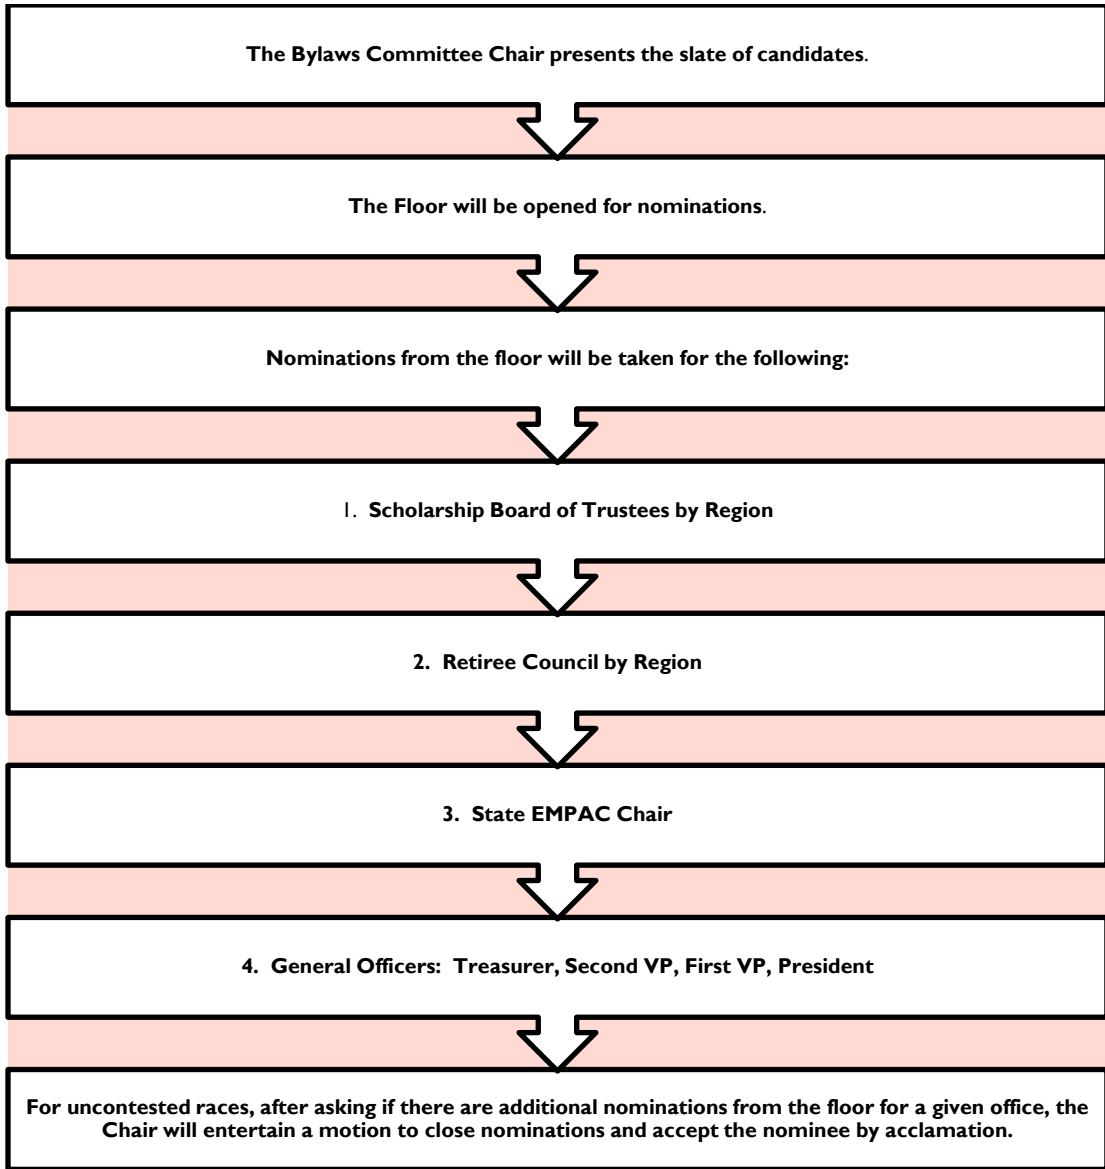 The Bylaws Committee Chair presents the slate of candidates.
The Floor will be opened for nominations.
Nominations from the floor will be taken for the following:
1. Scholarship Board of Trustees by Region
2. Retiree Council by Region
3. State EMPAC Chair
4. General Officers: Treasurer, Second VP, First VP, President
For uncontested races, after asking if there are additional nominations from the floor for a given office, the
Chair will entertain a motion to close nominations and accept the nominee by acclamation.